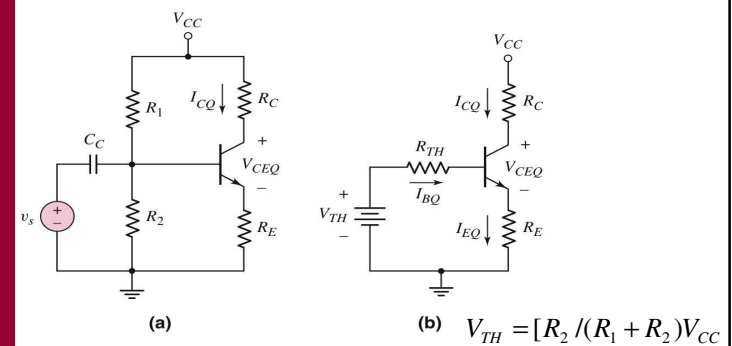 V_CC
R_1
I_CQ
R_C
C_C
+
V_CEQ
−
v_s
+
−
R_2
R_E
(a)
V_CC
I_CQ
R_C
R_TH
+
V_CEQ
−
I_BQ
+
V_TH
−
I_EQ
R_E
(b)
V_TH = [R_2 /(R_1 + R_2)V_CC